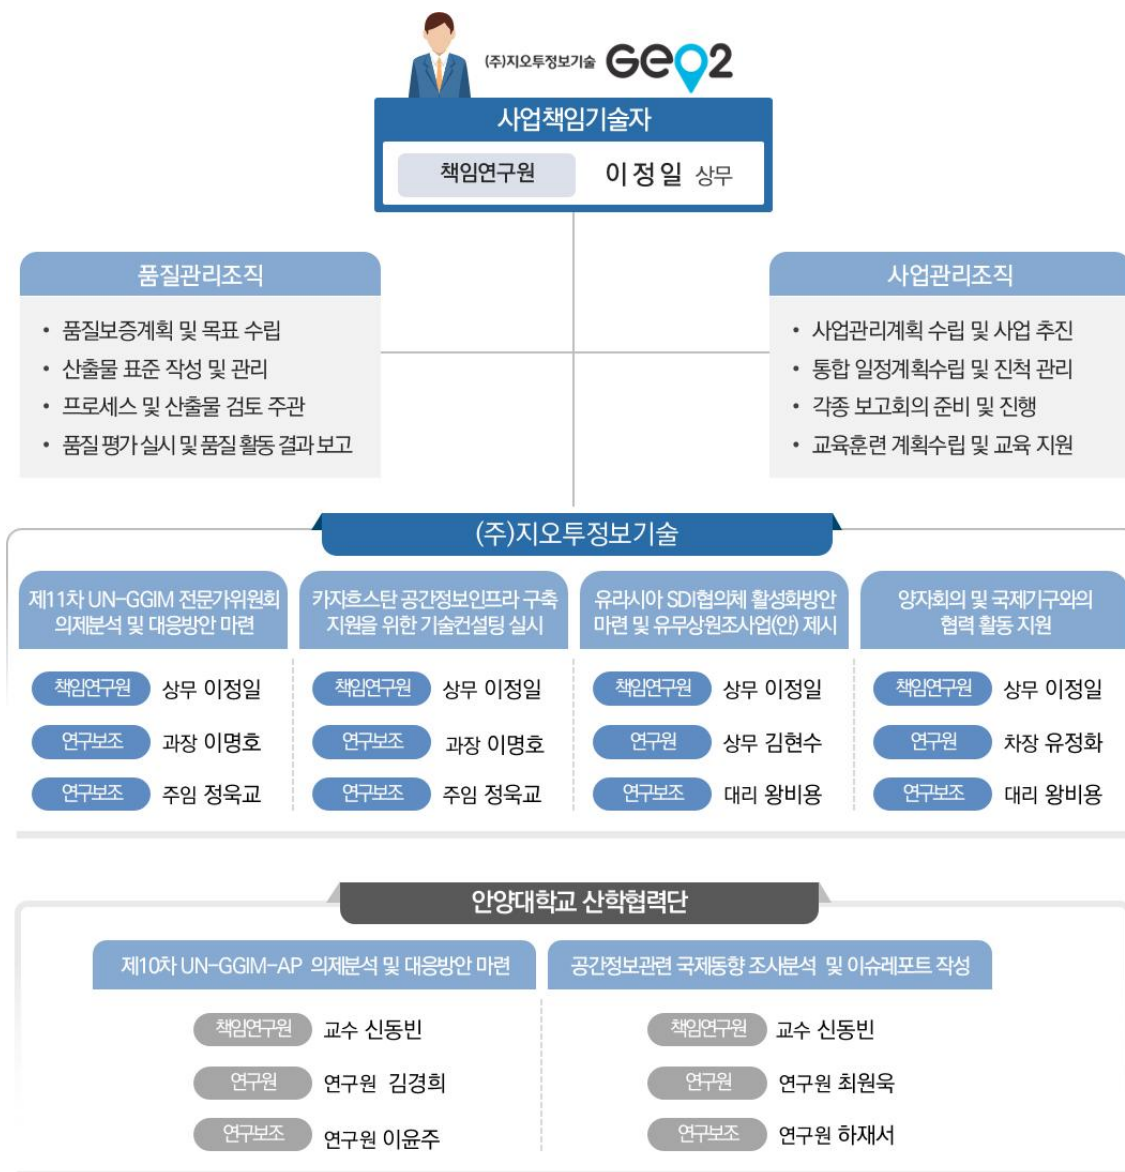 (주)지오투정보기술 Geo2
사업책임기술자
책임연구원 이정일 상무
품질관리조직
• 품질보증계획 및 목표 수립
• 산출물 표준 작성 및 관리
• 프로세스 및 산출물 검토 주관
• 품질 평가 실시 및 품질 활동 결과 보고
사업관리조직
• 사업관리계획 수립 및 사업 추진
• 통합 일정계획수립 및 진척 관리
• 각종 보고회의 준비 및 진행
• 교육훈련 계획수립 및 교육 지원
(주)지오투정보기술
제11차 UN-GGIM 전문가위원회
의제분석 및 대응방안 마련
책임연구원 상무 이정일
연구보조 과장 이명호
연구보조 주임 정욱교
카자흐스탄 공간정보인프라 구축
지원을 위한 기술컨설팅 실시
책임연구원 상무 이정일
연구보조 과장 이명호
연구보조 주임 정욱교
유라시아 SDI협의체 활성화방안
마련 및 유무상원조사업(안) 제시
책임연구원 상무 이정일
연구원 상무 김현수
연구보조 대리 왕비용
양자회의 및 국제기구와의
협력 활동 지원
책임연구원 상무 이정일
연구원 차장 유정화
연구보조 대리 왕비용
안양대학교 산학협력단
제10차 UN-GGIM-AP 의제분석 및 대응방안 마련
책임연구원 교수 신동빈
연구원 연구원 김경희
연구보조 연구원 이윤주
공간정보관련 국제동향 조사분석 및 이슈레포트 작성
책임연구원 교수 신동빈
연구원 연구원 최원욱
연구보조 연구원 하재서